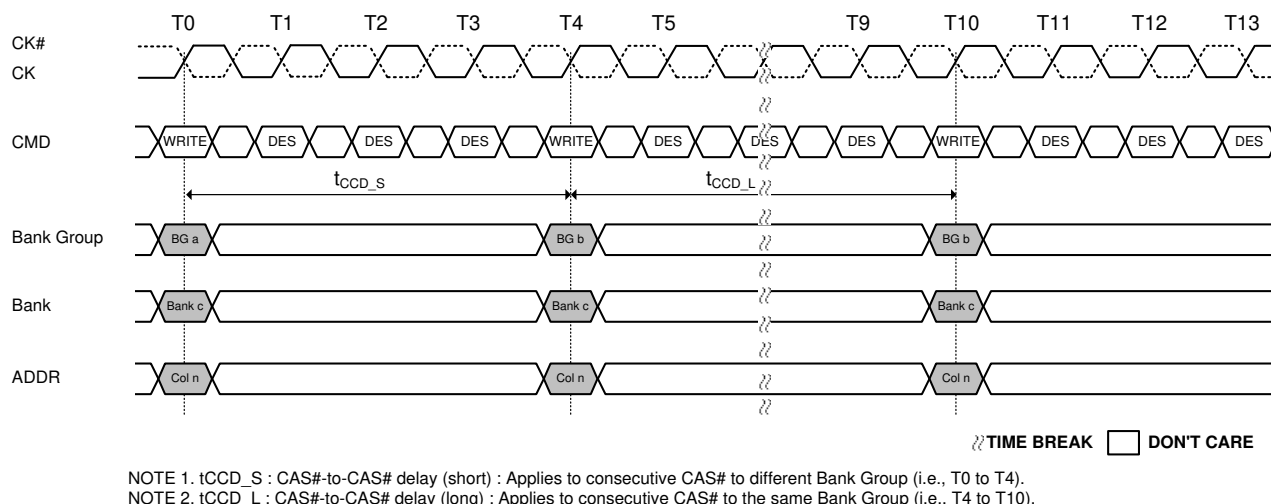 T0 T1 T2 T3 T4 T5 T9 T10 T11 T12 T13
CK#
CK
CMD WRITE DES DES DES WRITE DES DES DES WRITE DES DES DES
tCCD_S tCCD_L
Bank Group BG a BG b BG b
Bank Bank c Bank c Bank c
ADDR Col n Col n Col n
TIME BREAK DON'T CARE
NOTE 1. tCCD_S : CAS#-to-CAS# delay (short) : Applies to consecutive CAS# to different Bank Group (i.e., T0 to T4).
NOTE 2. tCCD_L : CAS#-to-CAS# delay (long) : Applies to consecutive CAS# to the same Bank Group (i.e., T4 to T10).